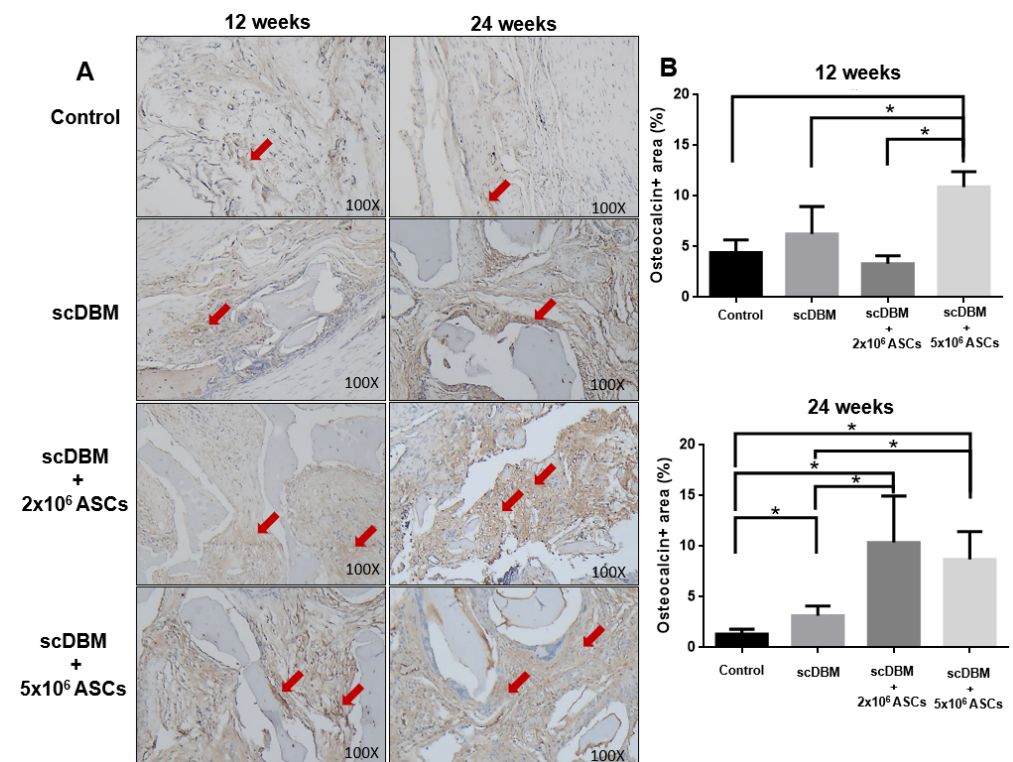 12 weeks
24 weeks
A
Control
100X
100X
scDBM
100X
100X
scDBM
+
2x10⁶ ASCs
100X
100X
scDBM
+
5x10⁶ ASCs
100X
100X
B
12 weeks
Osteocalcin+ area (%)
20
15
10
5
0
*
*
Control
scDBM
scDBM
+
2x10⁶ ASCs
scDBM
+
5x10⁶ ASCs
24 weeks
Osteocalcin+ area (%)
20
15
10
5
0
*
*
*
*
*
Control
scDBM
scDBM
+
2x10⁶ ASCs
scDBM
+
5x10⁶ ASCs